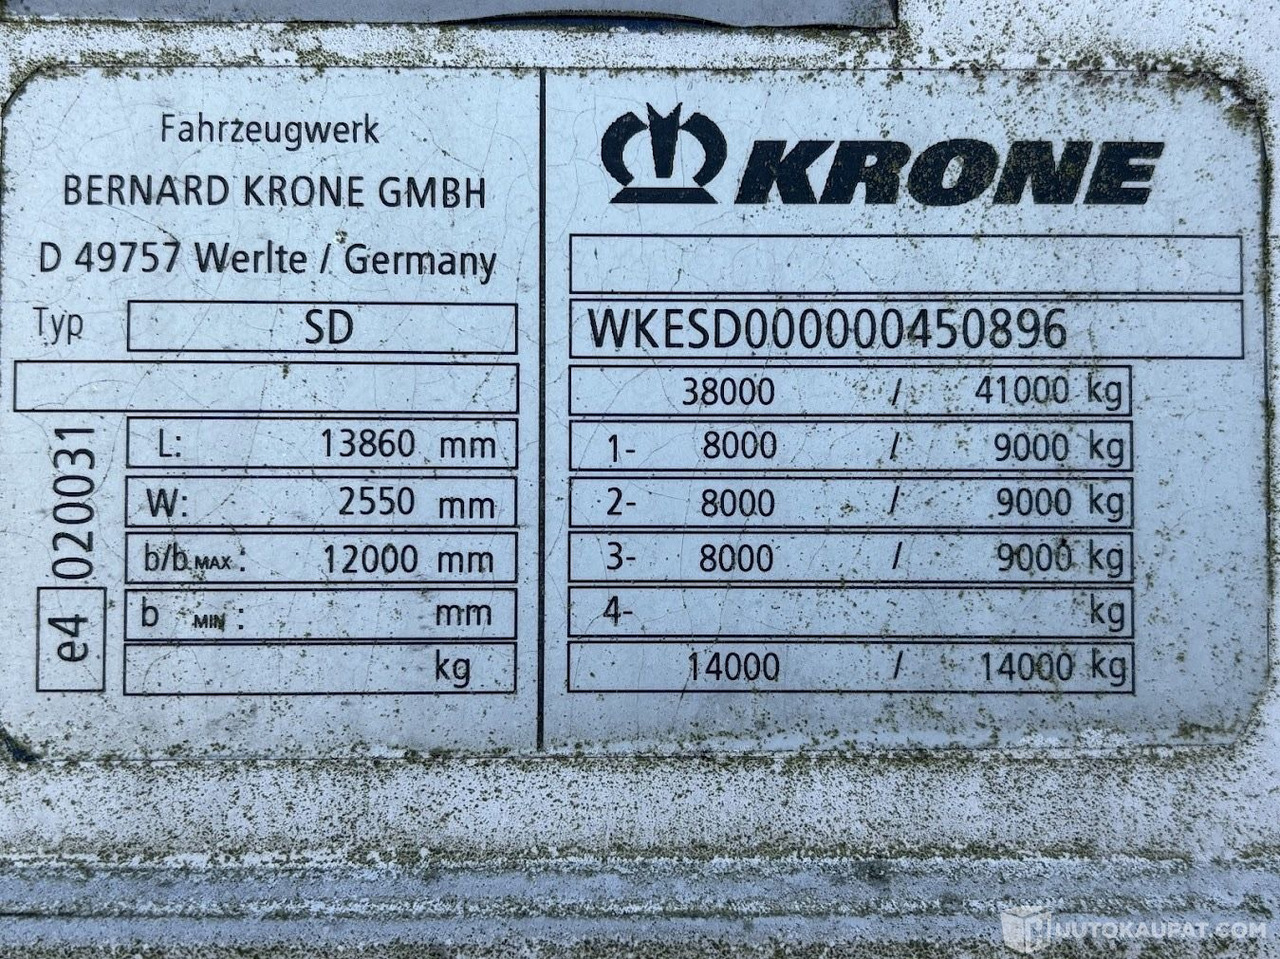 Fahrzeugwerk
BERNARD KRONE GMBH
D 49757 Werlte / Germany
Typ SD
L: 13860 mm
W: 2550 mm
b/b MAX : 12000 mm
b MIN : mm
kg
e4 020031
KRONE
WKESD000000450896
38000 / 41000 kg
1- 8000 / 9000 kg
2- 8000 / 9000 kg
3- 8000 / 9000 kg
4- kg
14000 / 14000 kg
UUTOKAUPAT.COM